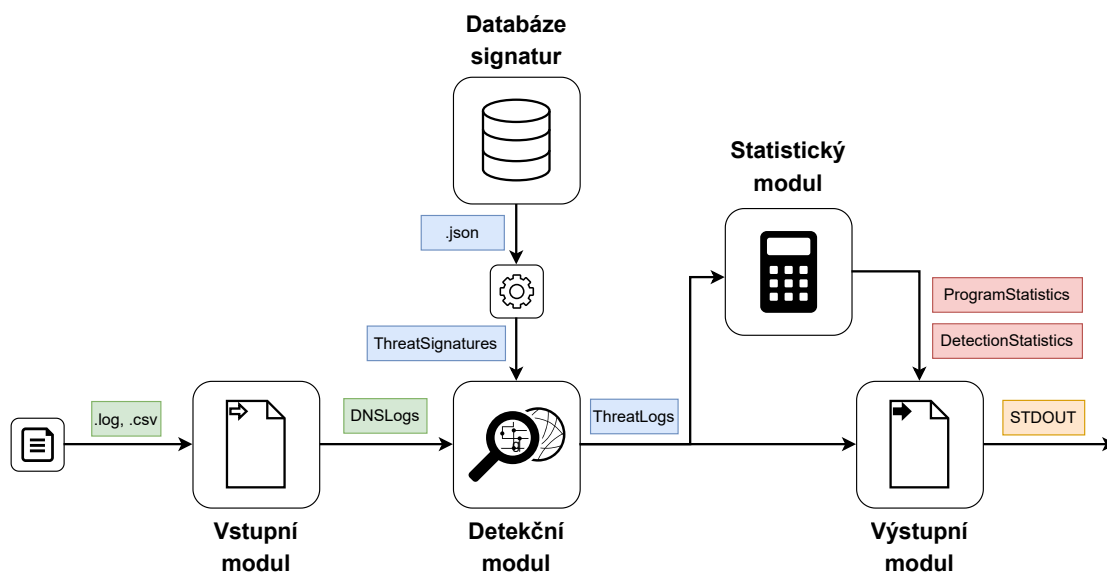 Databáze
signatur
.json
ThreatSignatures
Statistický
modul
ProgramStatistics
DetectionStatistics
.log, .csv
DNSLogs
ThreatLogs
STDOUT
Vstupní
modul
Detekční
modul
Výstupní
modul